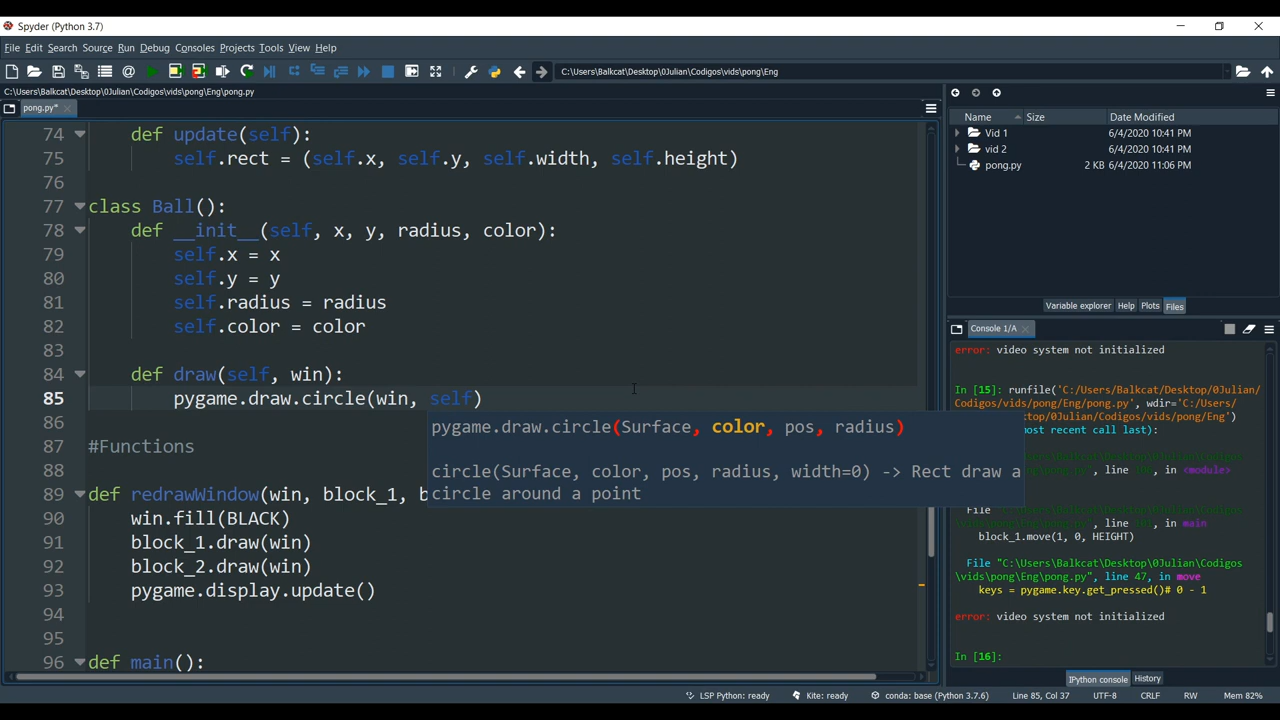 Spyder (Python 3.7)
File Edit Search Source Run Debug Consoles Projects Tools View Help
C:\Users\Balkcat\Desktop\0Julian\Codigos\vids\pong\Eng
C:\Users\Balkcat\Desktop\0Julian\Codigos\vids\pong\Eng\pong.py
pong.py*
74 def update(self):
75 self.rect = (self.x, self.y, self.width, self.height)
76
77 class Ball():
78 def __init__(self, x, y, radius, color):
79 self.x = x
80 self.y = y
81 self.radius = radius
82 self.color = color
83
84 def draw(self, win):
85 pygame.draw.circle(win, self)
86
pygame.draw.circle(Surface, color, pos, radius)
87 #Functions
88
circle(Surface, color, pos, radius, width=0) -> Rect draw a
circle around a point
89 def redrawWindow(win, block_1, b
90 win.fill(BLACK)
91 block_1.draw(win)
92 block_2.draw(win)
93 pygame.display.update()
94
95
96 def main():
Name Size Date Modified
Vid 1 6/4/2020 10:41 PM
vid 2 6/4/2020 10:41 PM
pong.py 2 KB 6/4/2020 11:06 PM
Variable explorer Help Plots Files
Console 1/A
error: video system not initialized
In [15]: runfile('C:/Users/Balkcat/Desktop/0Julian/
Codigos/vids/pong/Eng/pong.py', wdir='C:/Users/
top/0Julian/Codigos/vids/pong/Eng')
ost recent call last):
, line
, in <module>
File
, line
, in main
block_1.move(1, 0, HEIGHT)
File "C:\Users\Balkcat\Desktop\0Julian\Codigos
\vids\pong\Eng\pong.py", line 47, in move
keys = pygame.key.get_pressed()# 0 - 1
error: video system not initialized
In [16]:
IPython console History
LSP Python: ready Kite: ready conda: base (Python 3.7.6) Line 85, Col 37 UTF-8 CRLF RW Mem 82%